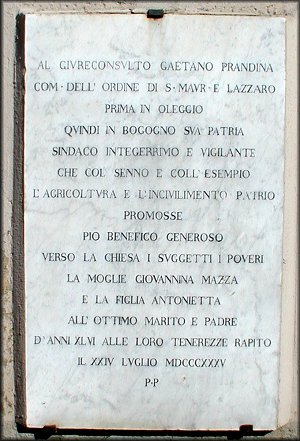 AL GIVRECONSVLTO GAETANO PRANDINA
COM· DELL' ORDINE DI S· MAVR· E LAZZARO
PRIMA IN OLEGGIO
QVINDI IN BOGOGNO SVA PATRIA
SINDACO INTEGERRIMO E VIGILANTE
CHE COL SENNO E COLL' ESEMPIO
L'AGRICOLTVRA E L'INCIVILIMENTO PATRIO
PROMOSSE
PIO BENEFICO GENEROSO
VERSO LA CHIESA I SVGGETTI I POVERI
LA MOGLIE GIOVANNINA MAZZA
E LA FIGLIA ANTONIETTA
ALL' OTTIMO MARITO E PADRE
D'ANNI XLVI ALLE LORO TENEREZZE RAPITO
IL XXIV LVGLIO MDCCCXXXV
P·P